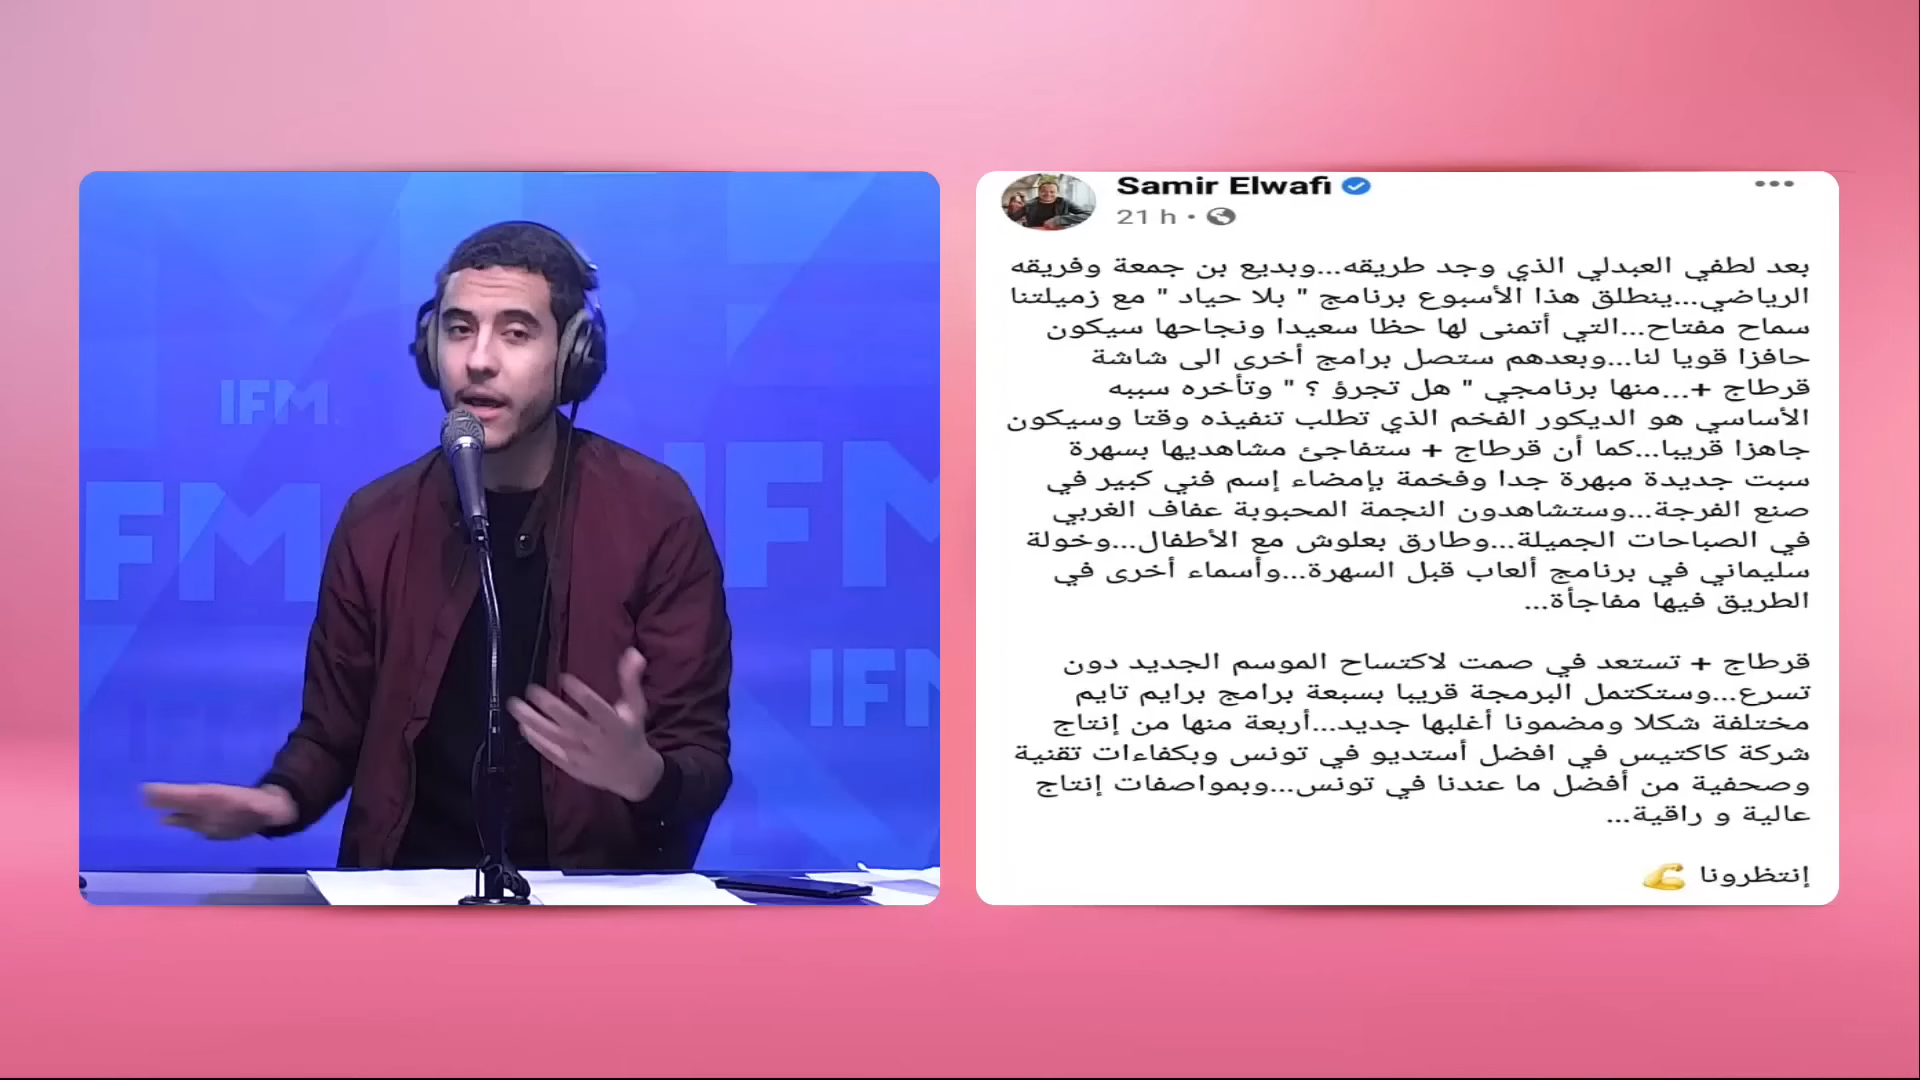 IFM
FM
IFM
IFM
Samir Elwafi
21 h
بعد لطفي العبدلي الذي وجد طريقه...وبديع بن جمعة وفريقه
الرياضي...ينطلق هذا الأسبوع برنامج " بلا حياد " مع زميلتنا
سماح مفتاح...التي أتمنى لها حظا سعيدا ونجاحها سيكون
حافزا قويا لنا...وبعدهم ستصل برامج أخرى الى شاشة
قرطاج +...منها برنامجي " هل تجرؤ ؟ " وتأخره سببه
الأساسي هو الديكور الفخم الذي تطلب تنفيذه وقتا وسيكون
جاهزا قريبا...كما أن قرطاج + ستفاجئ مشاهديها بسهرة
سبت جديدة مبهرة جدا وفخمة بإمضاء إسم فني كبير في
صنع الفرجة...وستشاهدون النجمة المحبوبة عفاف الغربي
في الصباحات الجميلة...وطارق بعلوش مع الأطفال...وخولة
سليماني في برنامج ألعاب قبل السهرة...وأسماء أخرى في
الطريق فيها مفاجأة...
قرطاج + تستعد في صمت لاكتساح الموسم الجديد دون
تسرع...وستكتمل البرمجة قريبا بسبعة برامج برايم تايم
مختلفة شكلا ومضمونا أغلبها جديد...أربعة منها من إنتاج
شركة كاكتيس في افضل أستديو في تونس وبكفاءات تقنية
وصحفية من أفضل ما عندنا في تونس...وبمواصفات إنتاج
عالية و راقية...
إنتظرونا 💪